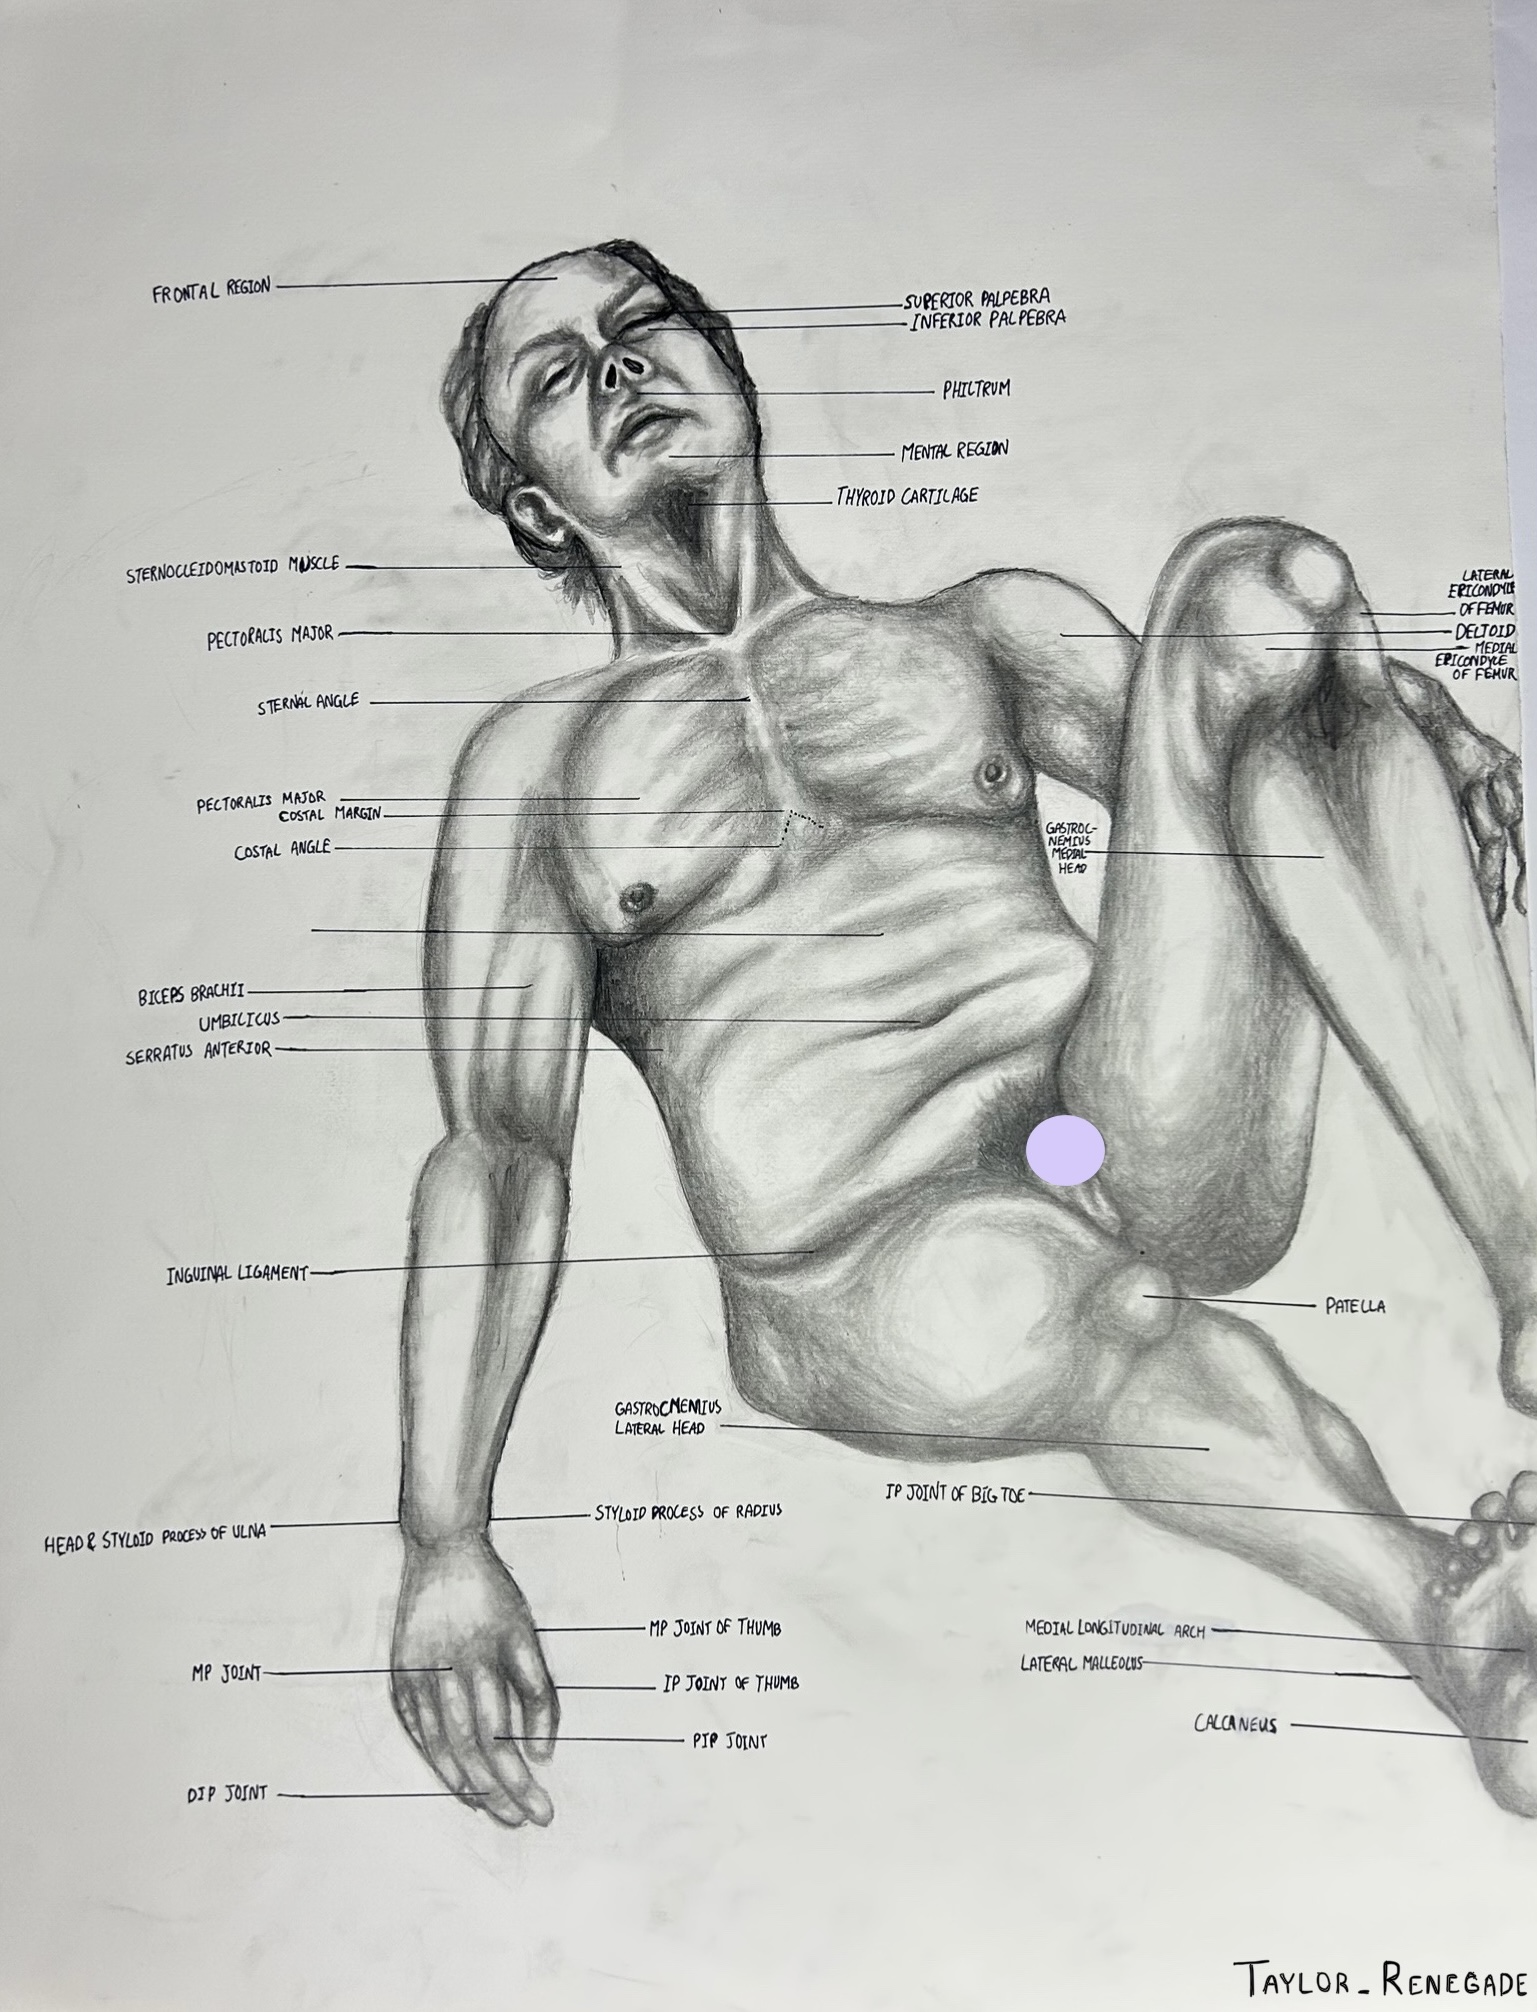 FRONTAL REGION
SUPERIOR PALPEBRA
INFERIOR PALPEBRA
PHILTRUM
MENTAL REGION
THYROID CARTILAGE
STERNOCLEIDOMASTOID MUSCLE
LATERAL
EPICONDYLE
OF FEMUR
DELTOID
MEDIAL
EPICONDYLE
OF FEMUR
PECTORALIS MAJOR
STERNAL ANGLE
PECTORALIS MAJOR
COSTAL MARGIN
COSTAL ANGLE
GASTROC-
NEMIUS
MEDIAL
HEAD
BICEPS BRACHII
UMBILICUS
SERRATUS ANTERIOR
INGUINAL LIGAMENT
PATELLA
GASTROCNEMIUS
LATERAL HEAD
IP JOINT OF BIG TOE
STYLOID PROCESS OF RADIUS
HEAD & STYLOID PROCESS OF ULNA
MP JOINT OF THUMB
MEDIAL LONGITUDINAL ARCH
MP JOINT
LATERAL MALLEOLUS
IP JOINT OF THUMB
CALCANEUS
PIP JOINT
DIP JOINT
TAYLOR_RENEGADE